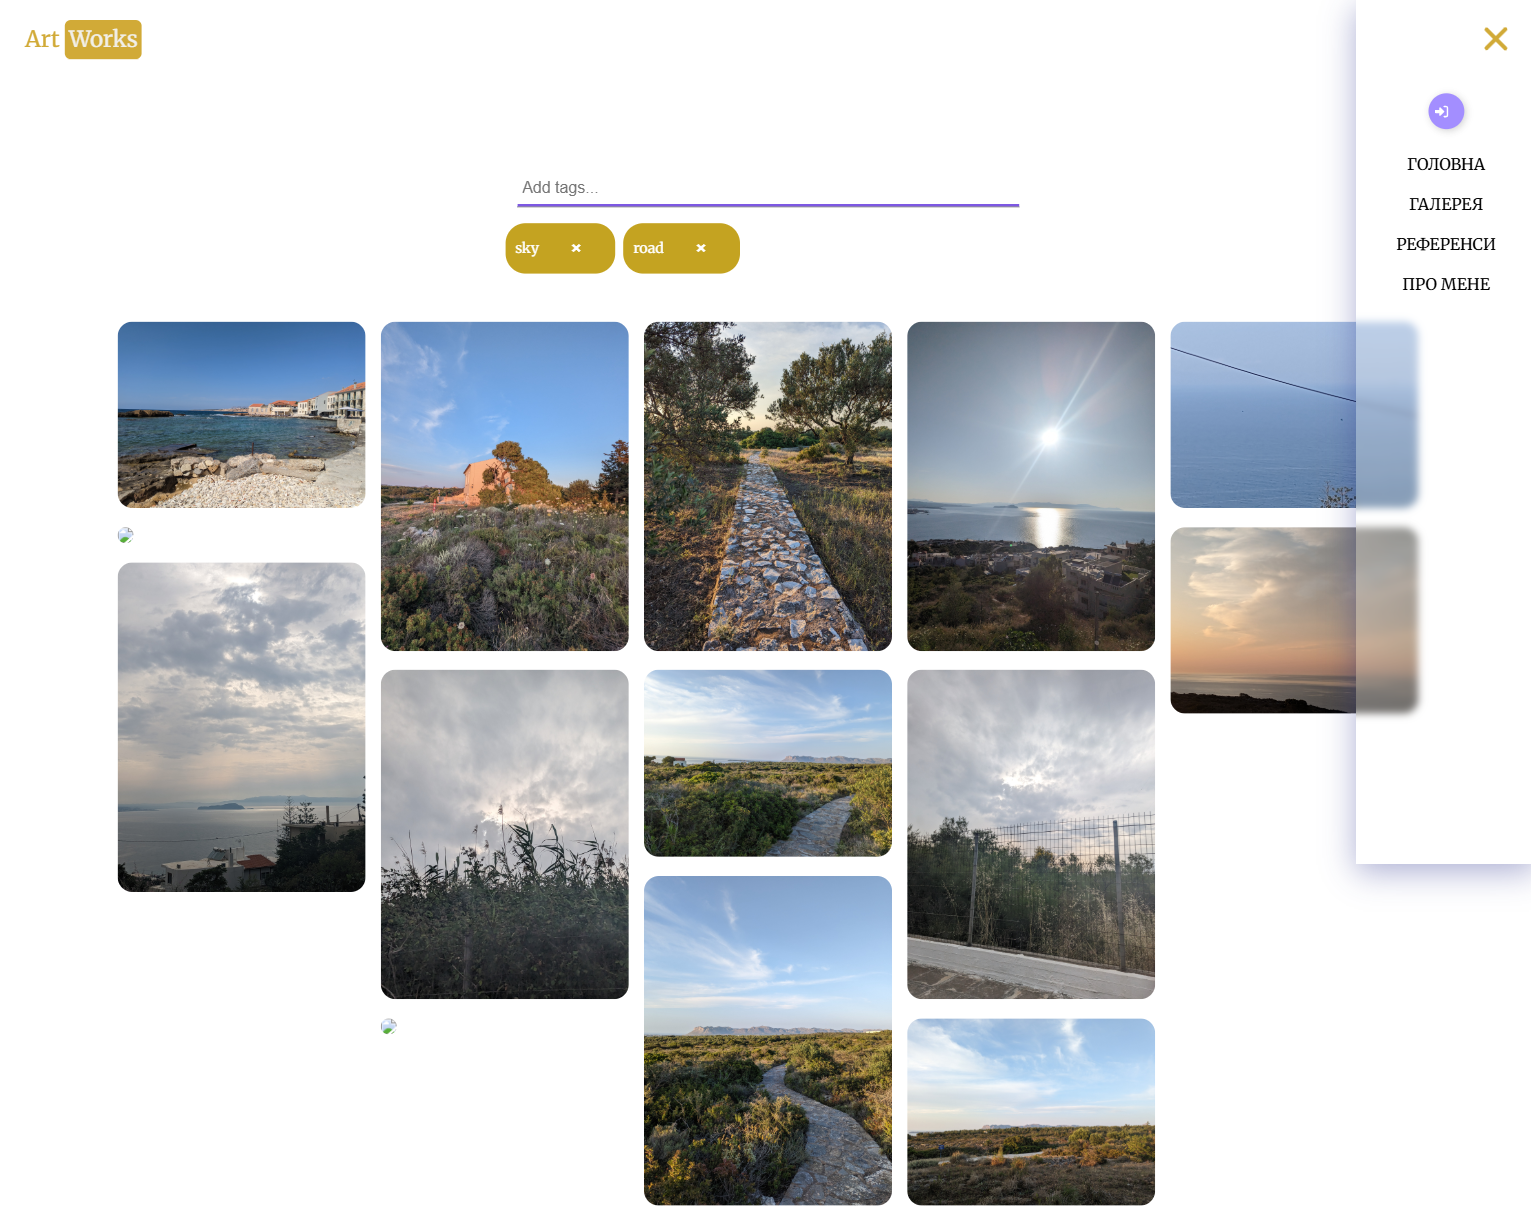 Art Works
ГОЛОВНА
ГАЛЕРЕЯ
РЕФЕРЕНСИ
ПРО МЕНЕ
Add tags...
sky
road